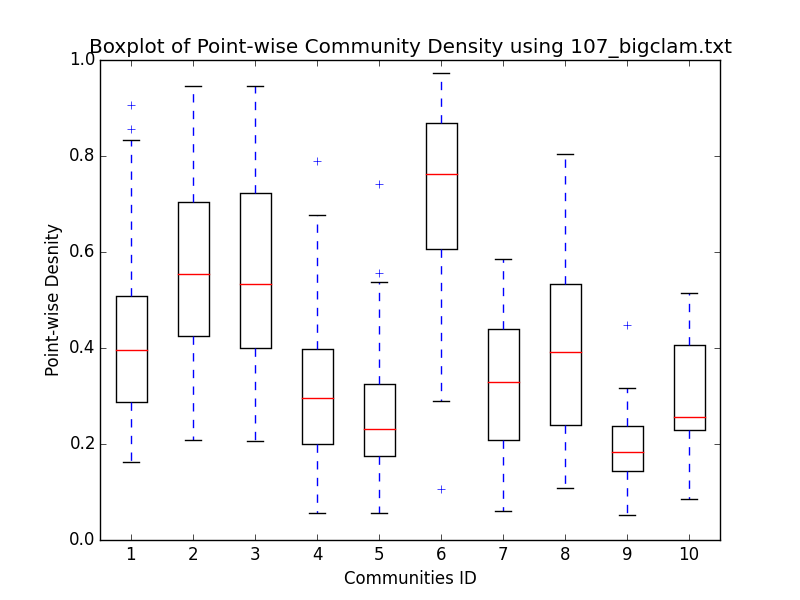 Boxplot of Point-wise Community Density using 107_bigclam.txt
1.0
0.8
0.6
0.4
0.2
0.0
Point-wise Desnity
1 2 3 4 5 6 7 8 9 10
Communities ID